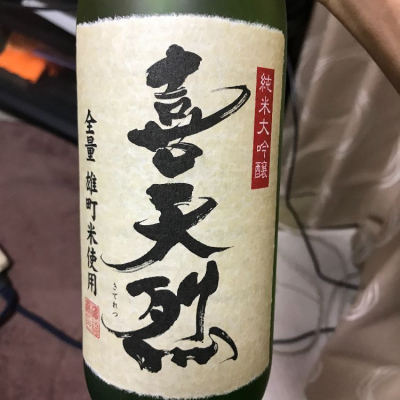 純米大吟醸
喜天烈
きてれつ
全量 雄町米使用